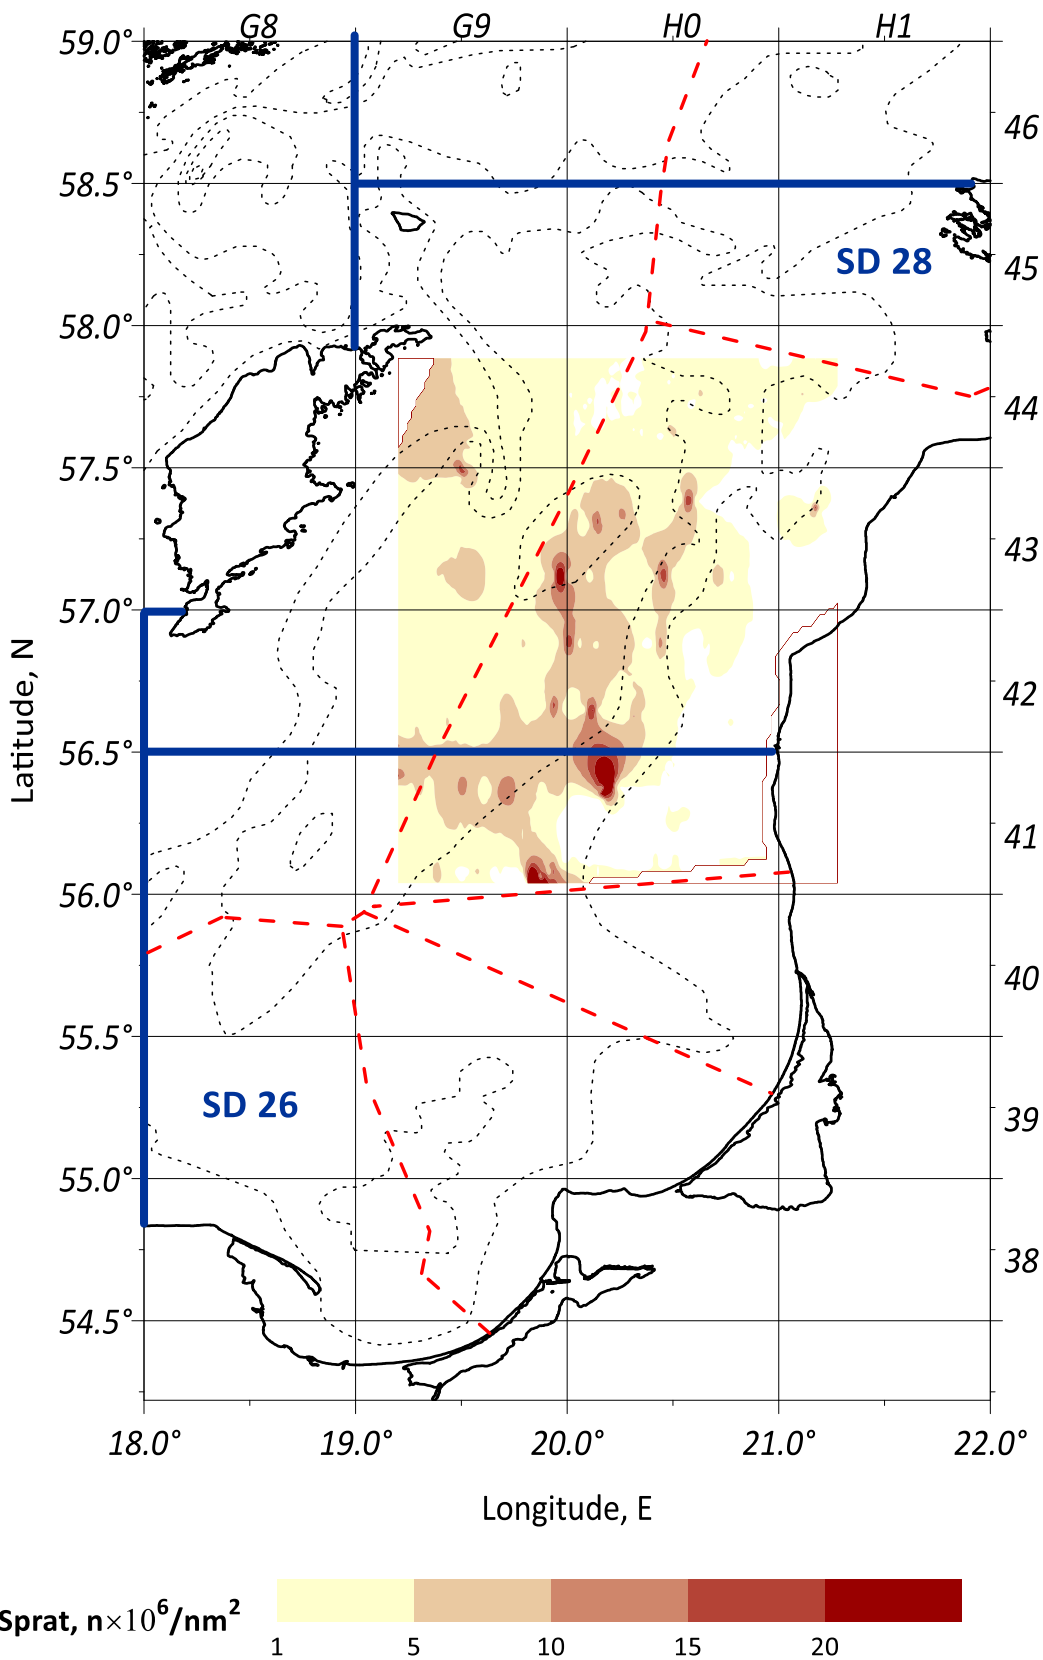 G8 G9 H0 H1
59.0°
46
58.5°
SD 28
45
58.0°
44
57.5°
43
57.0°
42
56.5°
41
56.0°
40
55.5°
SD 26
39
55.0°
38
54.5°
Latitude, N
18.0° 19.0° 20.0° 21.0° 22.0°
Longitude, E
Sprat, n×10⁶/nm²
1 5 10 15 20